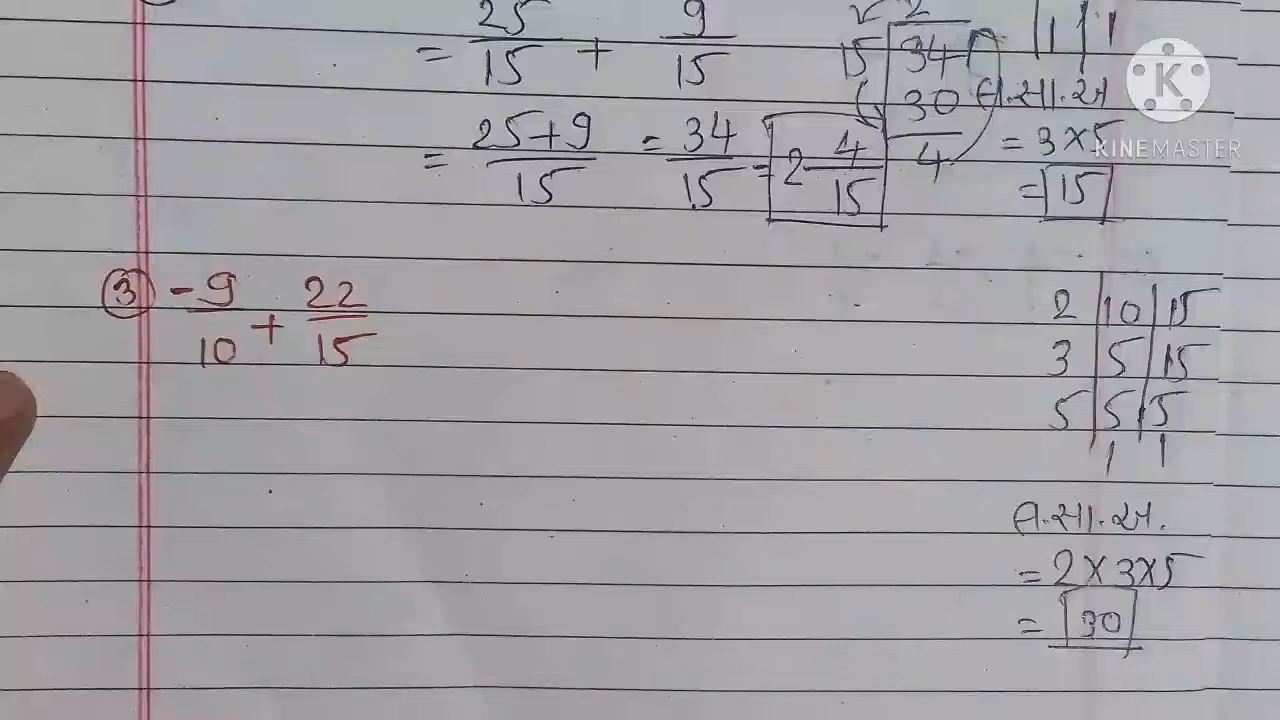 = 25/15 + 9/15
= 25+9/15 = 34/15 = 2 4/15
2
15 34
30
4
લ.સા.અ
= 3×5
= 15
K
KINEMASTER
③ -9/10 + 22/15
2 | 10 | 15
3 | 5 | 15
5 | 5 | 5
1 1
લ.સા.અ.
= 2×3×5
= 30